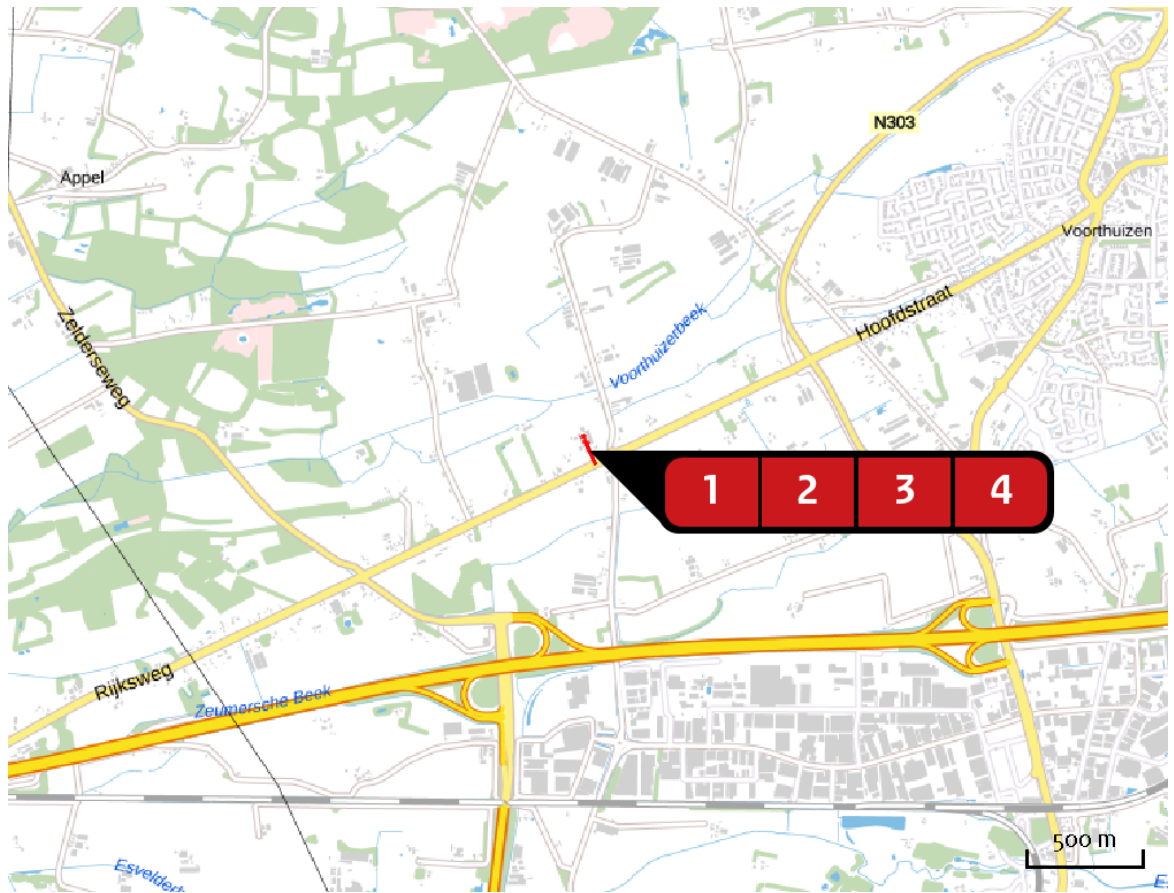 N303
Appel
Voorthuizen
Zelderseweg
Hoofdstraat
Voorthuizerbeek
1 2 3 4
Rijksweg
Zeumersche Beek
500 m